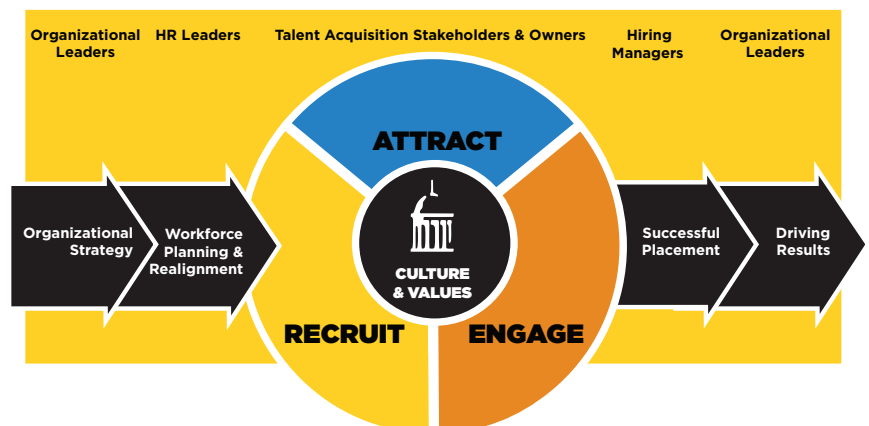 Organizational
Leaders
HR Leaders
Talent Acquisition Stakeholders & Owners
Hiring
Managers
Organizational
Leaders
ATTRACT
Organizational
Strategy
Workforce
Planning &
Realignment
CULTURE
& VALUES
Successful
Placement
Driving
Results
RECRUIT
ENGAGE